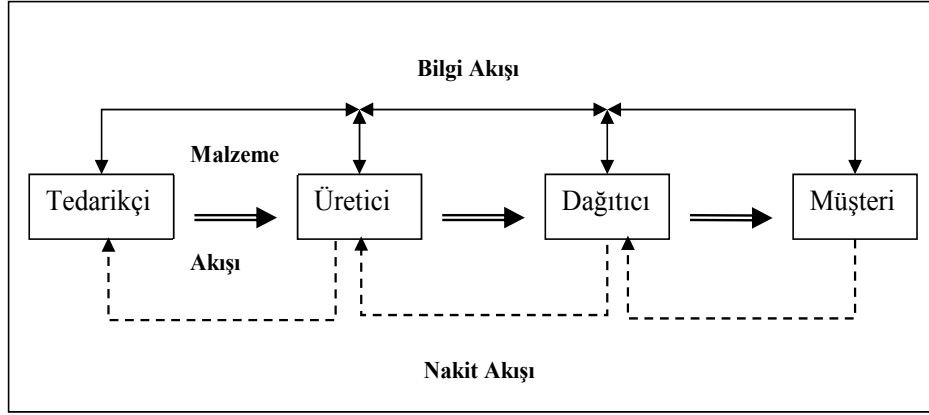 Bilgi Akışı
Malzeme
Tedarikçi
Üretici
Dağıtıcı
Müşteri
Akışı
Nakit Akışı